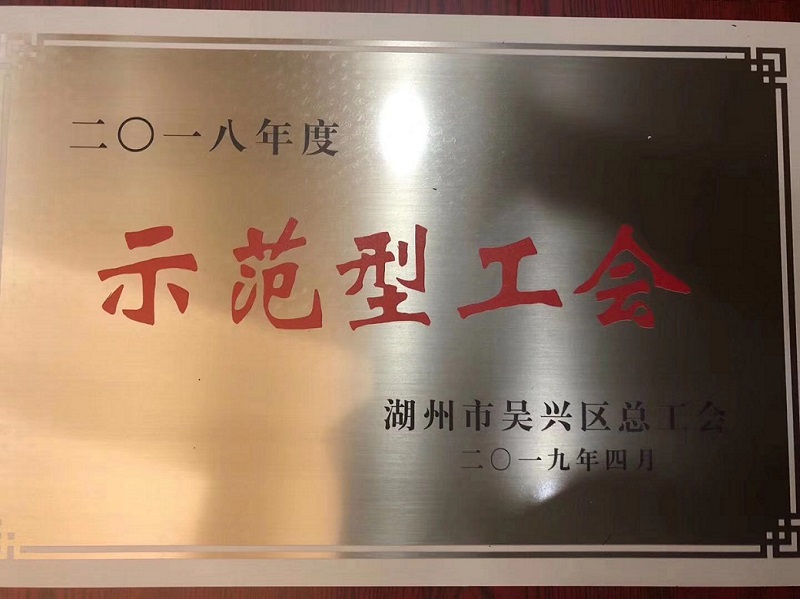 二〇一八年度
示范型工会
湖州市吴兴区总工会
二〇一九年四月